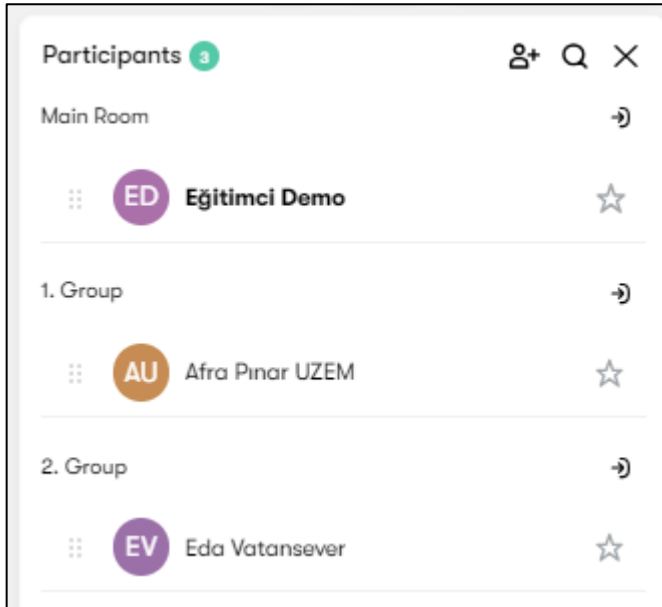 Participants 3
Main Room
ED Eğitimci Demo
1. Group
AU Afra Pınar UZEM
2. Group
EV Eda Vatansever